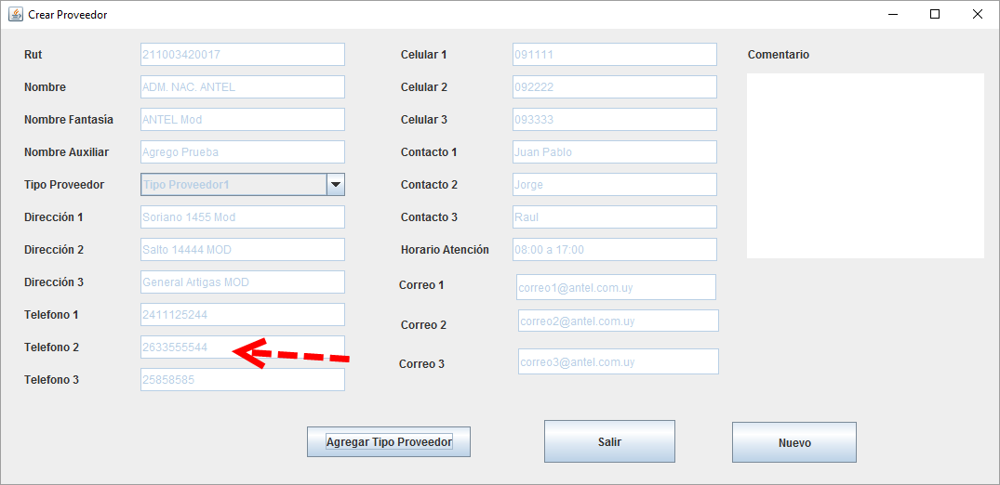 Crear Proveedor
Rut 211003420017
Nombre ADM. NAC. ANTEL
Nombre Fantasía ANTEL Mod
Nombre Auxiliar Agrego Prueba
Tipo Proveedor Tipo Proveedor1
Dirección 1 Soriano 1455 Mod
Dirección 2 Salto 14444 MOD
Dirección 3 General Artigas MOD
Telefono 1 2411125244
Telefono 2 2633555544
Telefono 3 25858585
Celular 1 091111
Celular 2 092222
Celular 3 093333
Contacto 1 Juan Pablo
Contacto 2 Jorge
Contacto 3 Raul
Horario Atención 08:00 a 17:00
Correo 1 correo1@antel.com.uy
Correo 2 correo2@antel.com.uy
Correo 3 correo3@antel.com.uy
Comentario
Agregar Tipo Proveedor
Salir
Nuevo